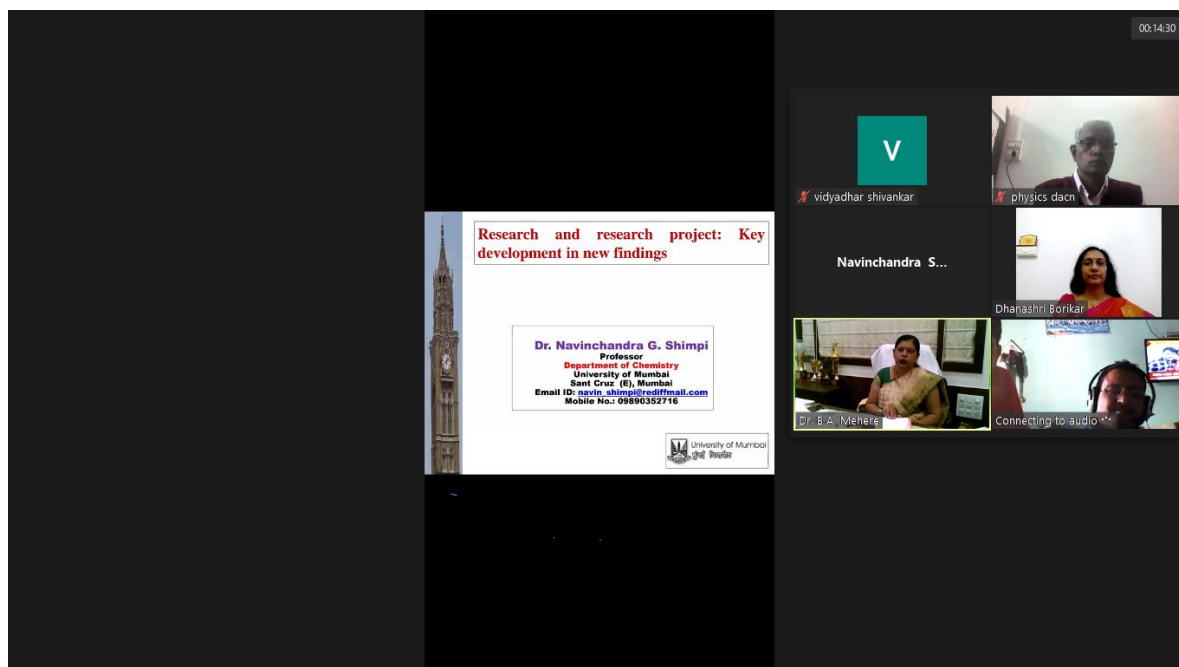 00:14:30
Research and research project: Key
development in new findings
Dr. Navinchandra G. Shimpi
Professor
Department of Chemistry
University of Mumbai
Sant Cruz (E), Mumbai
Email ID: navin_shimpi@rediffmail.com
Mobile No.: 09890352716
University of Mumbai
मुंबई विद्यापीठ
V
vidyadhar shivankar
physics dacn
Navinchandra S...
Dhanashri Borikar
Dr. B.A. Mehere
Connecting to audio